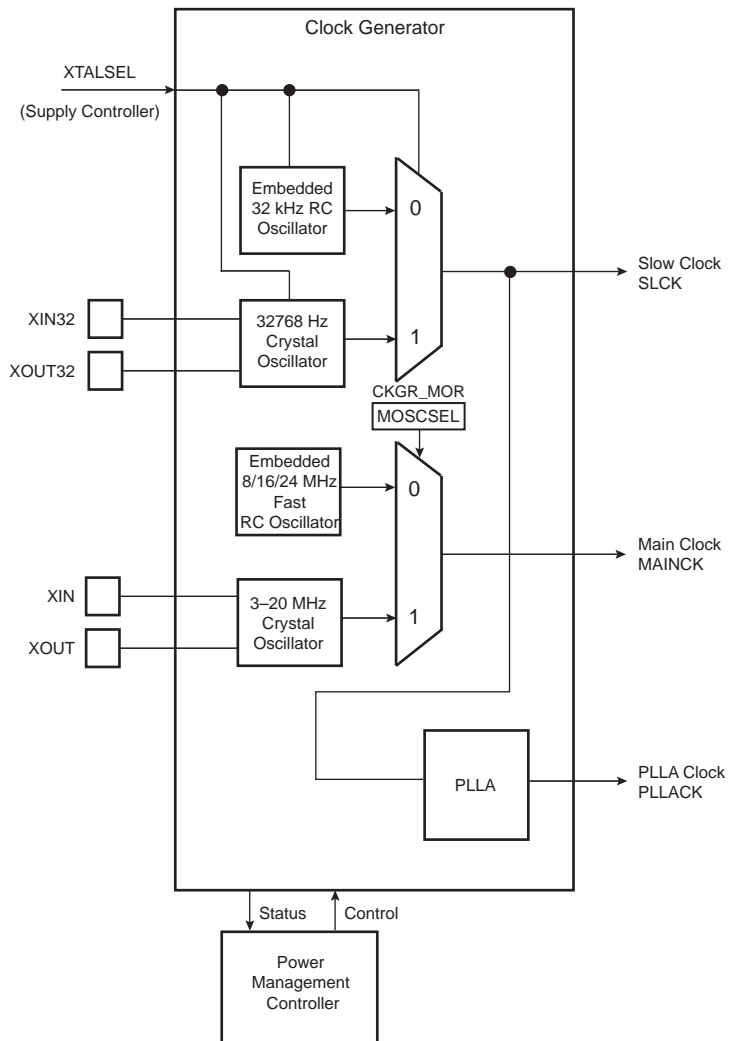 Clock Generator
XTALSEL
(Supply Controller)
Embedded
32 kHz RC
Oscillator
0
Slow Clock
SLCK
XIN32
32768 Hz
Crystal
Oscillator
1
XOUT32
CKGR_MOR
MOSCSEL
Embedded
8/16/24 MHz
Fast
RC Oscillator
0
Main Clock
MAINCK
XIN
3–20 MHz
Crystal
Oscillator
1
XOUT
PLLA
PLLA Clock
PLLACK
Status
Control
Power
Management
Controller